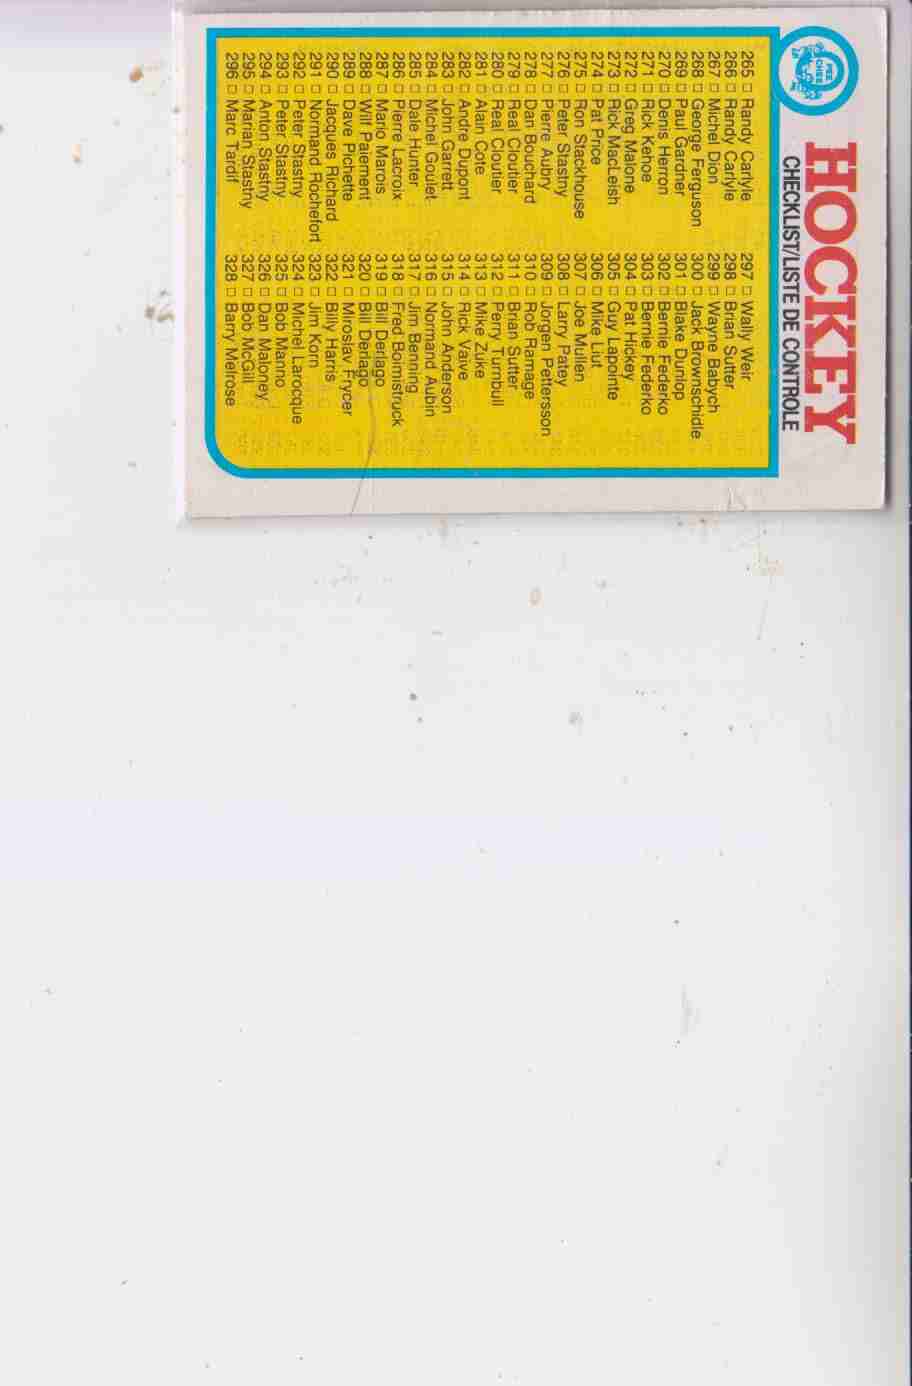 O PEE CHEE
HOCKEY
CHECKLIST/LISTE DE CONTROLE
265 □ Randy Carlyle
266 □ Randy Carlyle
267 □ Michel Dion
268 □ George Ferguson
269 □ Paul Gardner
270 □ Denis Herron
271 □ Rick Kehoe
272 □ Greg Malone
273 □ Rick MacLeish
274 □ Pat Price
275 □ Ron Stackhouse
276 □ Peter Stastny
277 □ Pierre Aubry
278 □ Dan Bouchard
279 □ Real Cloutier
280 □ Real Cloutier
281 □ Alain Cote
282 □ Andre Dupont
283 □ John Garrett
284 □ Michel Goulet
285 □ Dale Hunter
286 □ Pierre Lacroix
287 □ Mario Marois
288 □ Wilf Paiement
289 □ Dave Pichette
290 □ Jacques Richard
291 □ Normand Rochefort
292 □ Peter Stastny
293 □ Peter Stastny
294 □ Anton Stastny
295 □ Marian Stastny
296 □ Marc Tardif
297 □ Wally Weir
298 □ Brian Sutter
299 □ Wayne Babych
300 □ Jack Brownschidle
301 □ Blake Dunlop
302 □ Bernie Federko
303 □ Bernie Federko
304 □ Pat Hickey
305 □ Guy Lapointe
306 □ Mike Liut
307 □ Joe Mullen
308 □ Larry Patey
309 □ Jorgen Pettersson
310 □ Rob Ramage
311 □ Brian Sutter
312 □ Perry Turnbull
313 □ Mike Zuke
314 □ Rick Vaive
315 □ John Anderson
316 □ Normand Aubin
317 □ Jim Benning
318 □ Fred Boimistruck
319 □ Bill Derlago
320 □ Bill Derlago
321 □ Miroslav Frycer
322 □ Billy Harris
323 □ Jim Korn
324 □ Michel Larocque
325 □ Bob Manno
326 □ Dan Maloney
327 □ Bob McGill
328 □ Barry Melrose